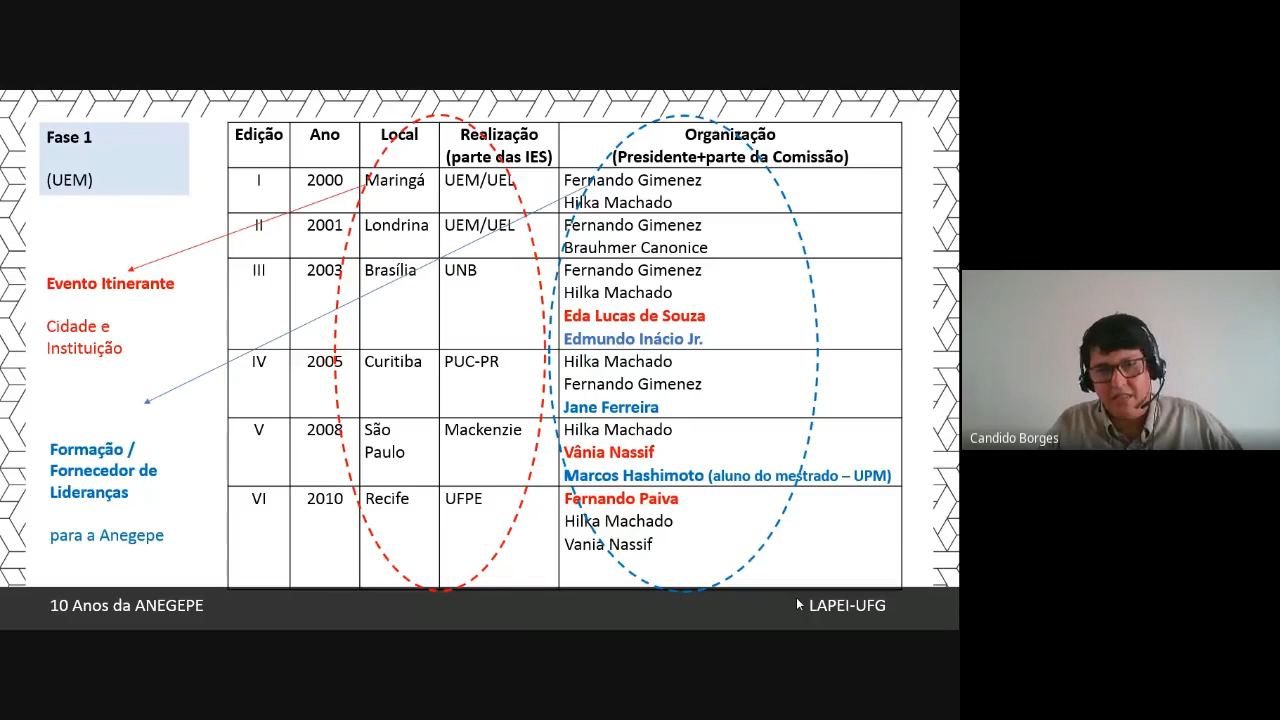 Fase 1
(UEM)
Evento Itinerante
Cidade e
Instituição
Formação /
Fornecedor de
Lideranças
para a Anegepe
Edição Ano Local Realização (parte das IES) Organização (Presidente+parte da Comissão)
I 2000 Maringá UEM/UEL Fernando Gimenez
Hilka Machado
II 2001 Londrina UEM/UEL Fernando Gimenez
Brauhmer Canonice
III 2003 Brasília UNB Fernando Gimenez
Hilka Machado
Eda Lucas de Souza
Edmundo Inácio Jr.
IV 2005 Curitiba PUC-PR Hilka Machado
Fernando Gimenez
Jane Ferreira
V 2008 São Paulo Mackenzie Hilka Machado
Vânia Nassif
Marcos Hashimoto (aluno do mestrado – UPM)
VI 2010 Recife UFPE Fernando Paiva
Hilka Machado
Vania Nassif
10 Anos da ANEGEPE
LAPEI-UFG
Candido Borges